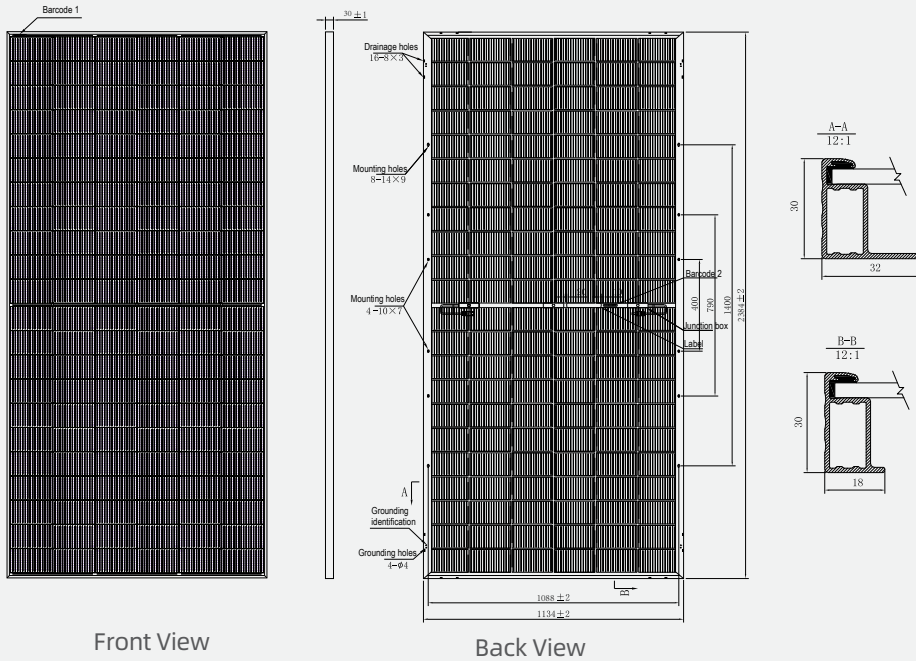 Barcode 1
30±1
Drainage holes
16-8×3
Mounting holes
8-14×9
Mounting holes
4-10×7
Barcode 2
Junction box
Label
400
790
1400
2384±2
A
Grounding
identification
Grounding holes
4-ϕ4
B
1088±2
1134±2
A-A
12:1
30
32
B-B
12:1
30
18
Front View
Back View